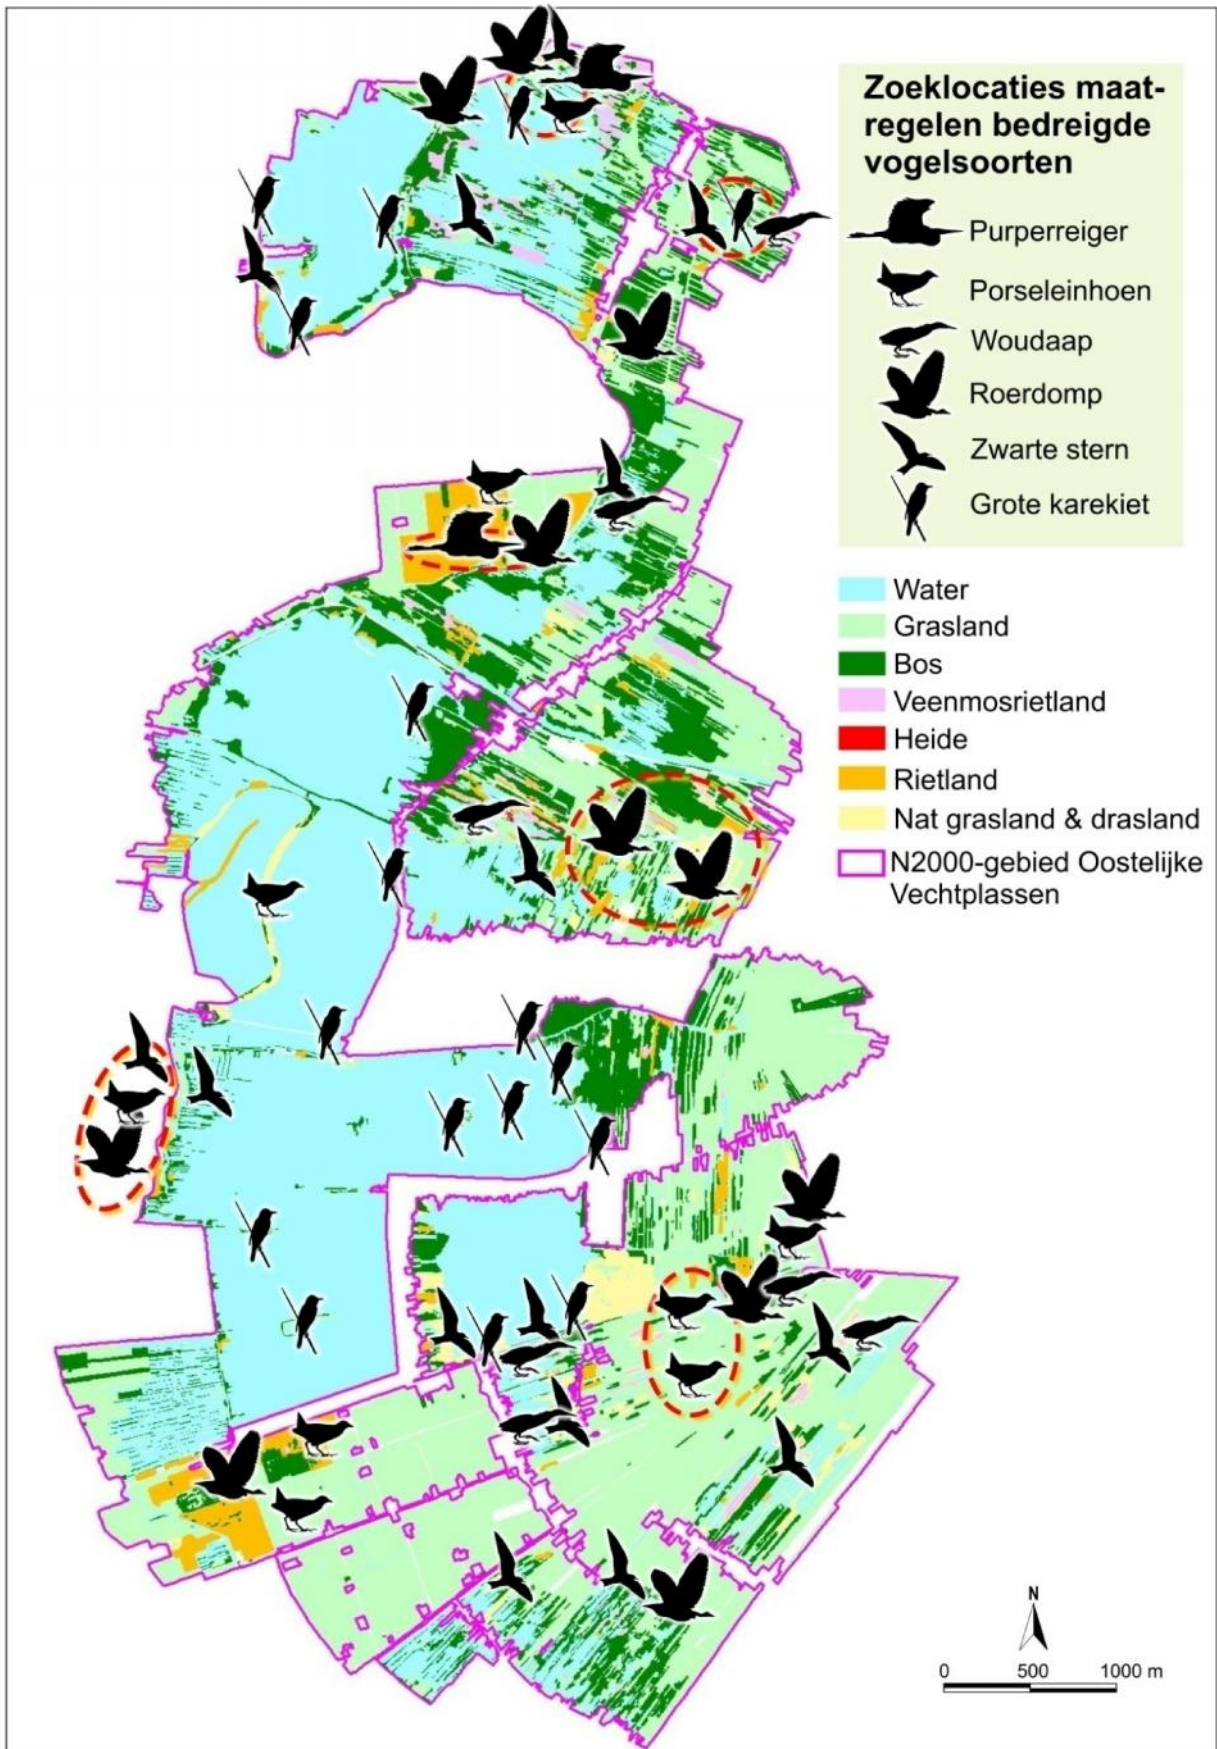 Zoeklocaties maat-
regelen bedreigde
vogelsoorten
Purperreiger
Porseleinhoen
Woudaap
Roerdomp
Zwarte stern
Grote karekiet
Water
Grasland
Bos
Veenmosrietland
Heide
Rietland
Nat grasland & drasland
N2000-gebied Oostelijke
Vechtplassen
N
0 500 1000 m